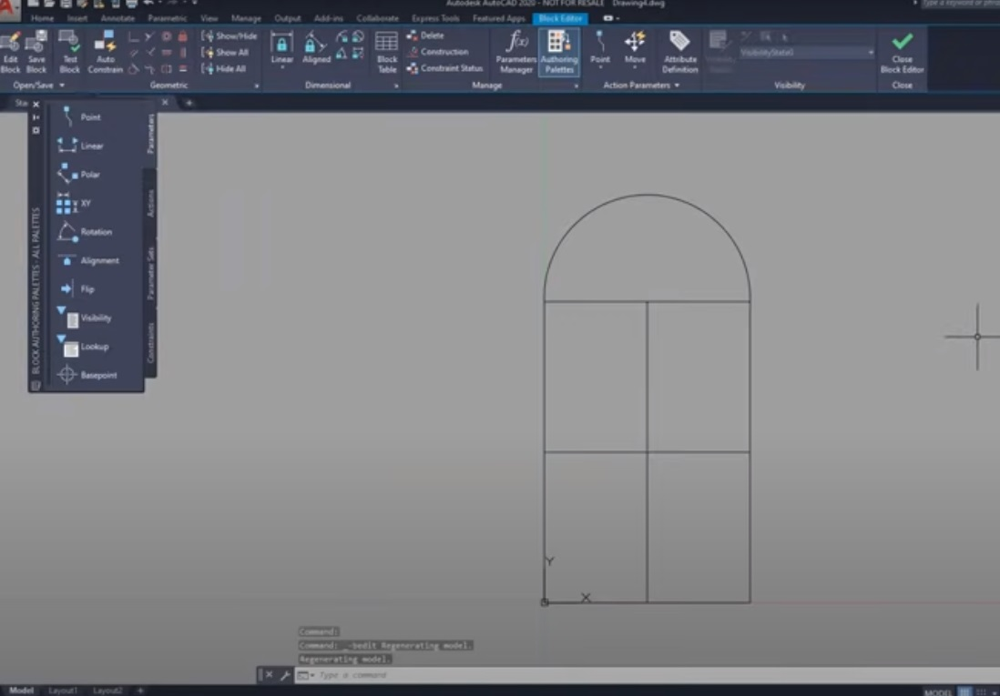 Autodesk AutoCAD 2020 - NOT FOR RESALE Drawing4.dwg
Type a keyword or phrase
Home Insert Annotate Parametric View Manage Output Add-ins Collaborate Express Tools Featured Apps Block Editor
Edit Block
Save Block
Test Block
Auto Constrain
Show/Hide
Show All
Hide All
Linear
Aligned
Block Table
Delete
Construction
Constraint Status
f(x)
Parameters Manager
Authoring Palettes
Point
Move
Attribute Definition
VisibilityState0
Close Block Editor
Open/Save
Geometric
Dimensional
Manage
Action Parameters
Visibility
Close
Point
Linear
Polar
XY
Rotation
Alignment
Flip
Visibility
Lookup
Basepoint
Parameters
Actions
Parameter Sets
Constraints
BLOCK AUTHORING PALETTES - ALL PALETTES
Y
X
Command:
Command: _-bedit Regenerating model.
Regenerating model.
Type a command
Model Layout1 Layout2 +
MODEL